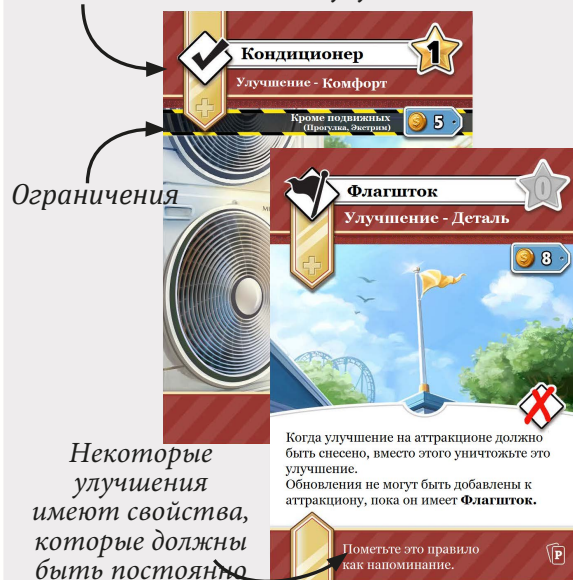 Кондиционер
1
Улучшение - Комфорт
Кроме подвижных
(Прогулка, Экстрим)
5
Ограничения
Флагшток
0
Улучшение - Деталь
8
Когда улучшение на аттракционе должно
быть снесено, вместо этого уничтожьте это
улучшение.
Обновления не могут быть добавлены к
аттракциону, пока он имеет Флагшток.
Некоторые
улучшения
имеют свойства,
которые должны
быть постоянно
Пометьте это правило
как напоминание.
P